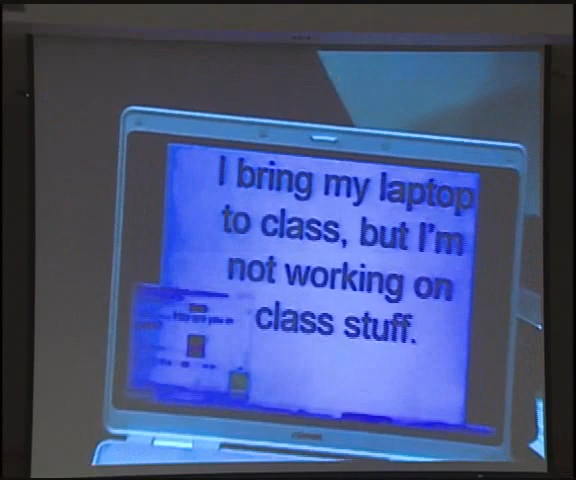 I bring my laptop
to class, but I'm
not working on
class stuff.